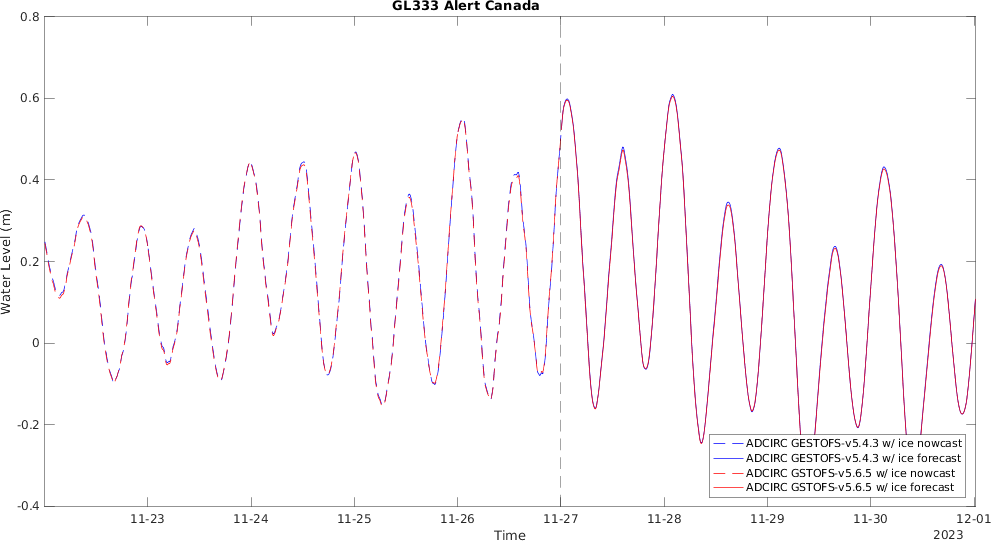 GL333 Alert Canada
0.8
0.6
0.4
0.2
0
-0.2
-0.4
Water Level (m)
ADCIRC GESTOFS-v5.4.3 w/ ice nowcast
ADCIRC GESTOFS-v5.4.3 w/ ice forecast
ADCIRC GSTOFS-v5.6.5 w/ ice nowcast
ADCIRC GSTOFS-v5.6.5 w/ ice forecast
11-23 11-24 11-25 11-26 11-27 11-28 11-29 11-30 12-01
Time
2023